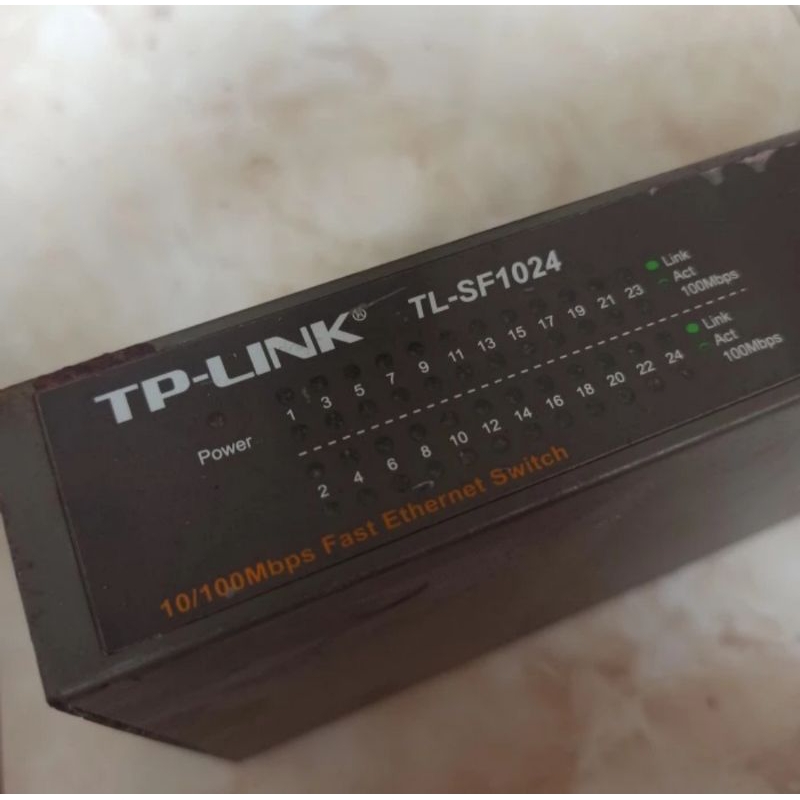 TP-LINK® TL-SF1024
Power
1 3 5 7 9 11 13 15 17 19 21 23
Link
Act
100Mbps
2 4 6 8 10 12 14 16 18 20 22 24
Link
Act
100Mbps
10/100Mbps Fast Ethernet Switch